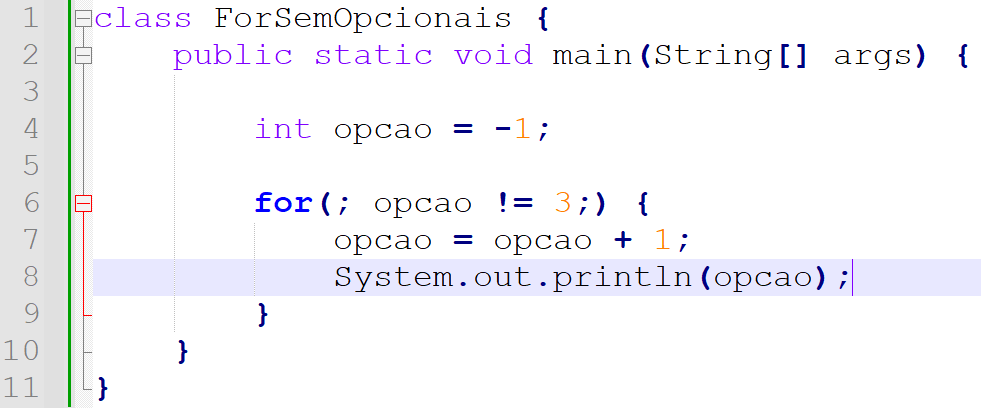 1 class ForSemOpcionais {
2     public static void main(String[] args) {
3
4         int opcao = -1;
5
6         for(; opcao != 3;) {
7             opcao = opcao + 1;
8             System.out.println(opcao);
9         }
10     }
11 }